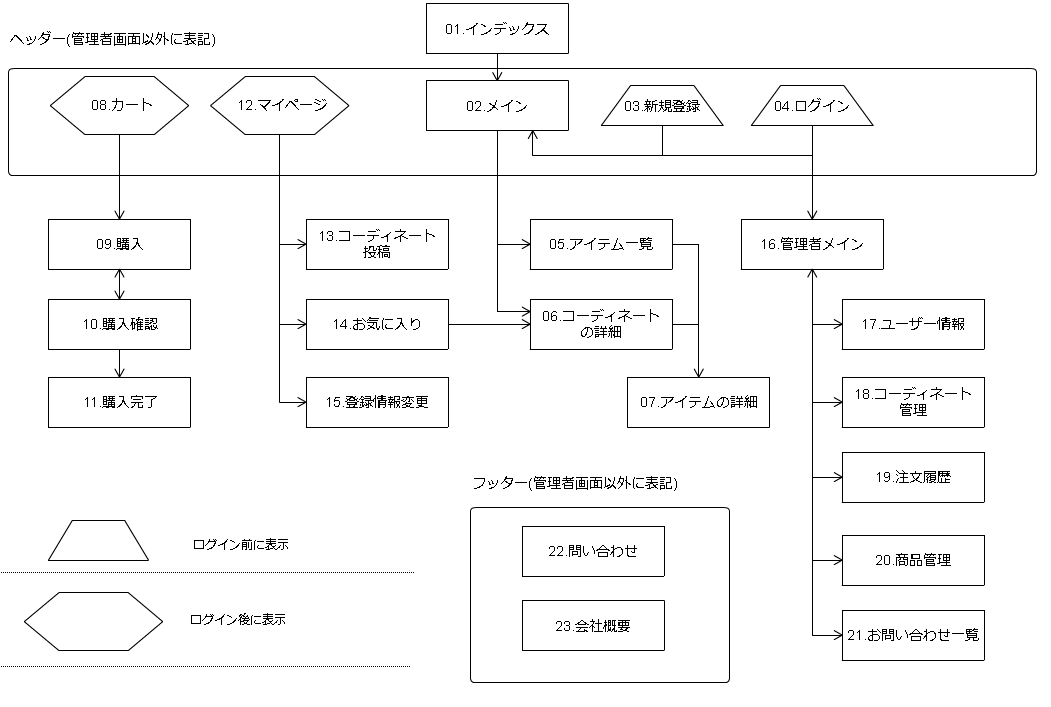 01.インデックス
ヘッダー(管理者画面以外に表記)
08.カート
12.マイページ
02.メイン
03.新規登録
04.ログイン
09.購入
13.コーディネート
投稿
05.アイテム一覧
16.管理者メイン
10.購入確認
14.お気に入り
06.コーディネート
の詳細
17.ユーザー情報
11.購入完了
15.登録情報変更
07.アイテムの詳細
18.コーディネート
管理
19.注文履歴
フッター(管理者画面以外に表記)
22.問い合わせ
20.商品管理
23.会社概要
21.お問い合わせ一覧
ログイン前に表示
ログイン後に表示